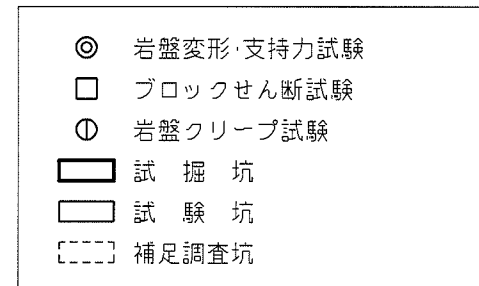 岩盤変形・支持力試験
ブロックせん断試験
岩盤クリープ試験
試掘坑
試験坑
補足調査坑